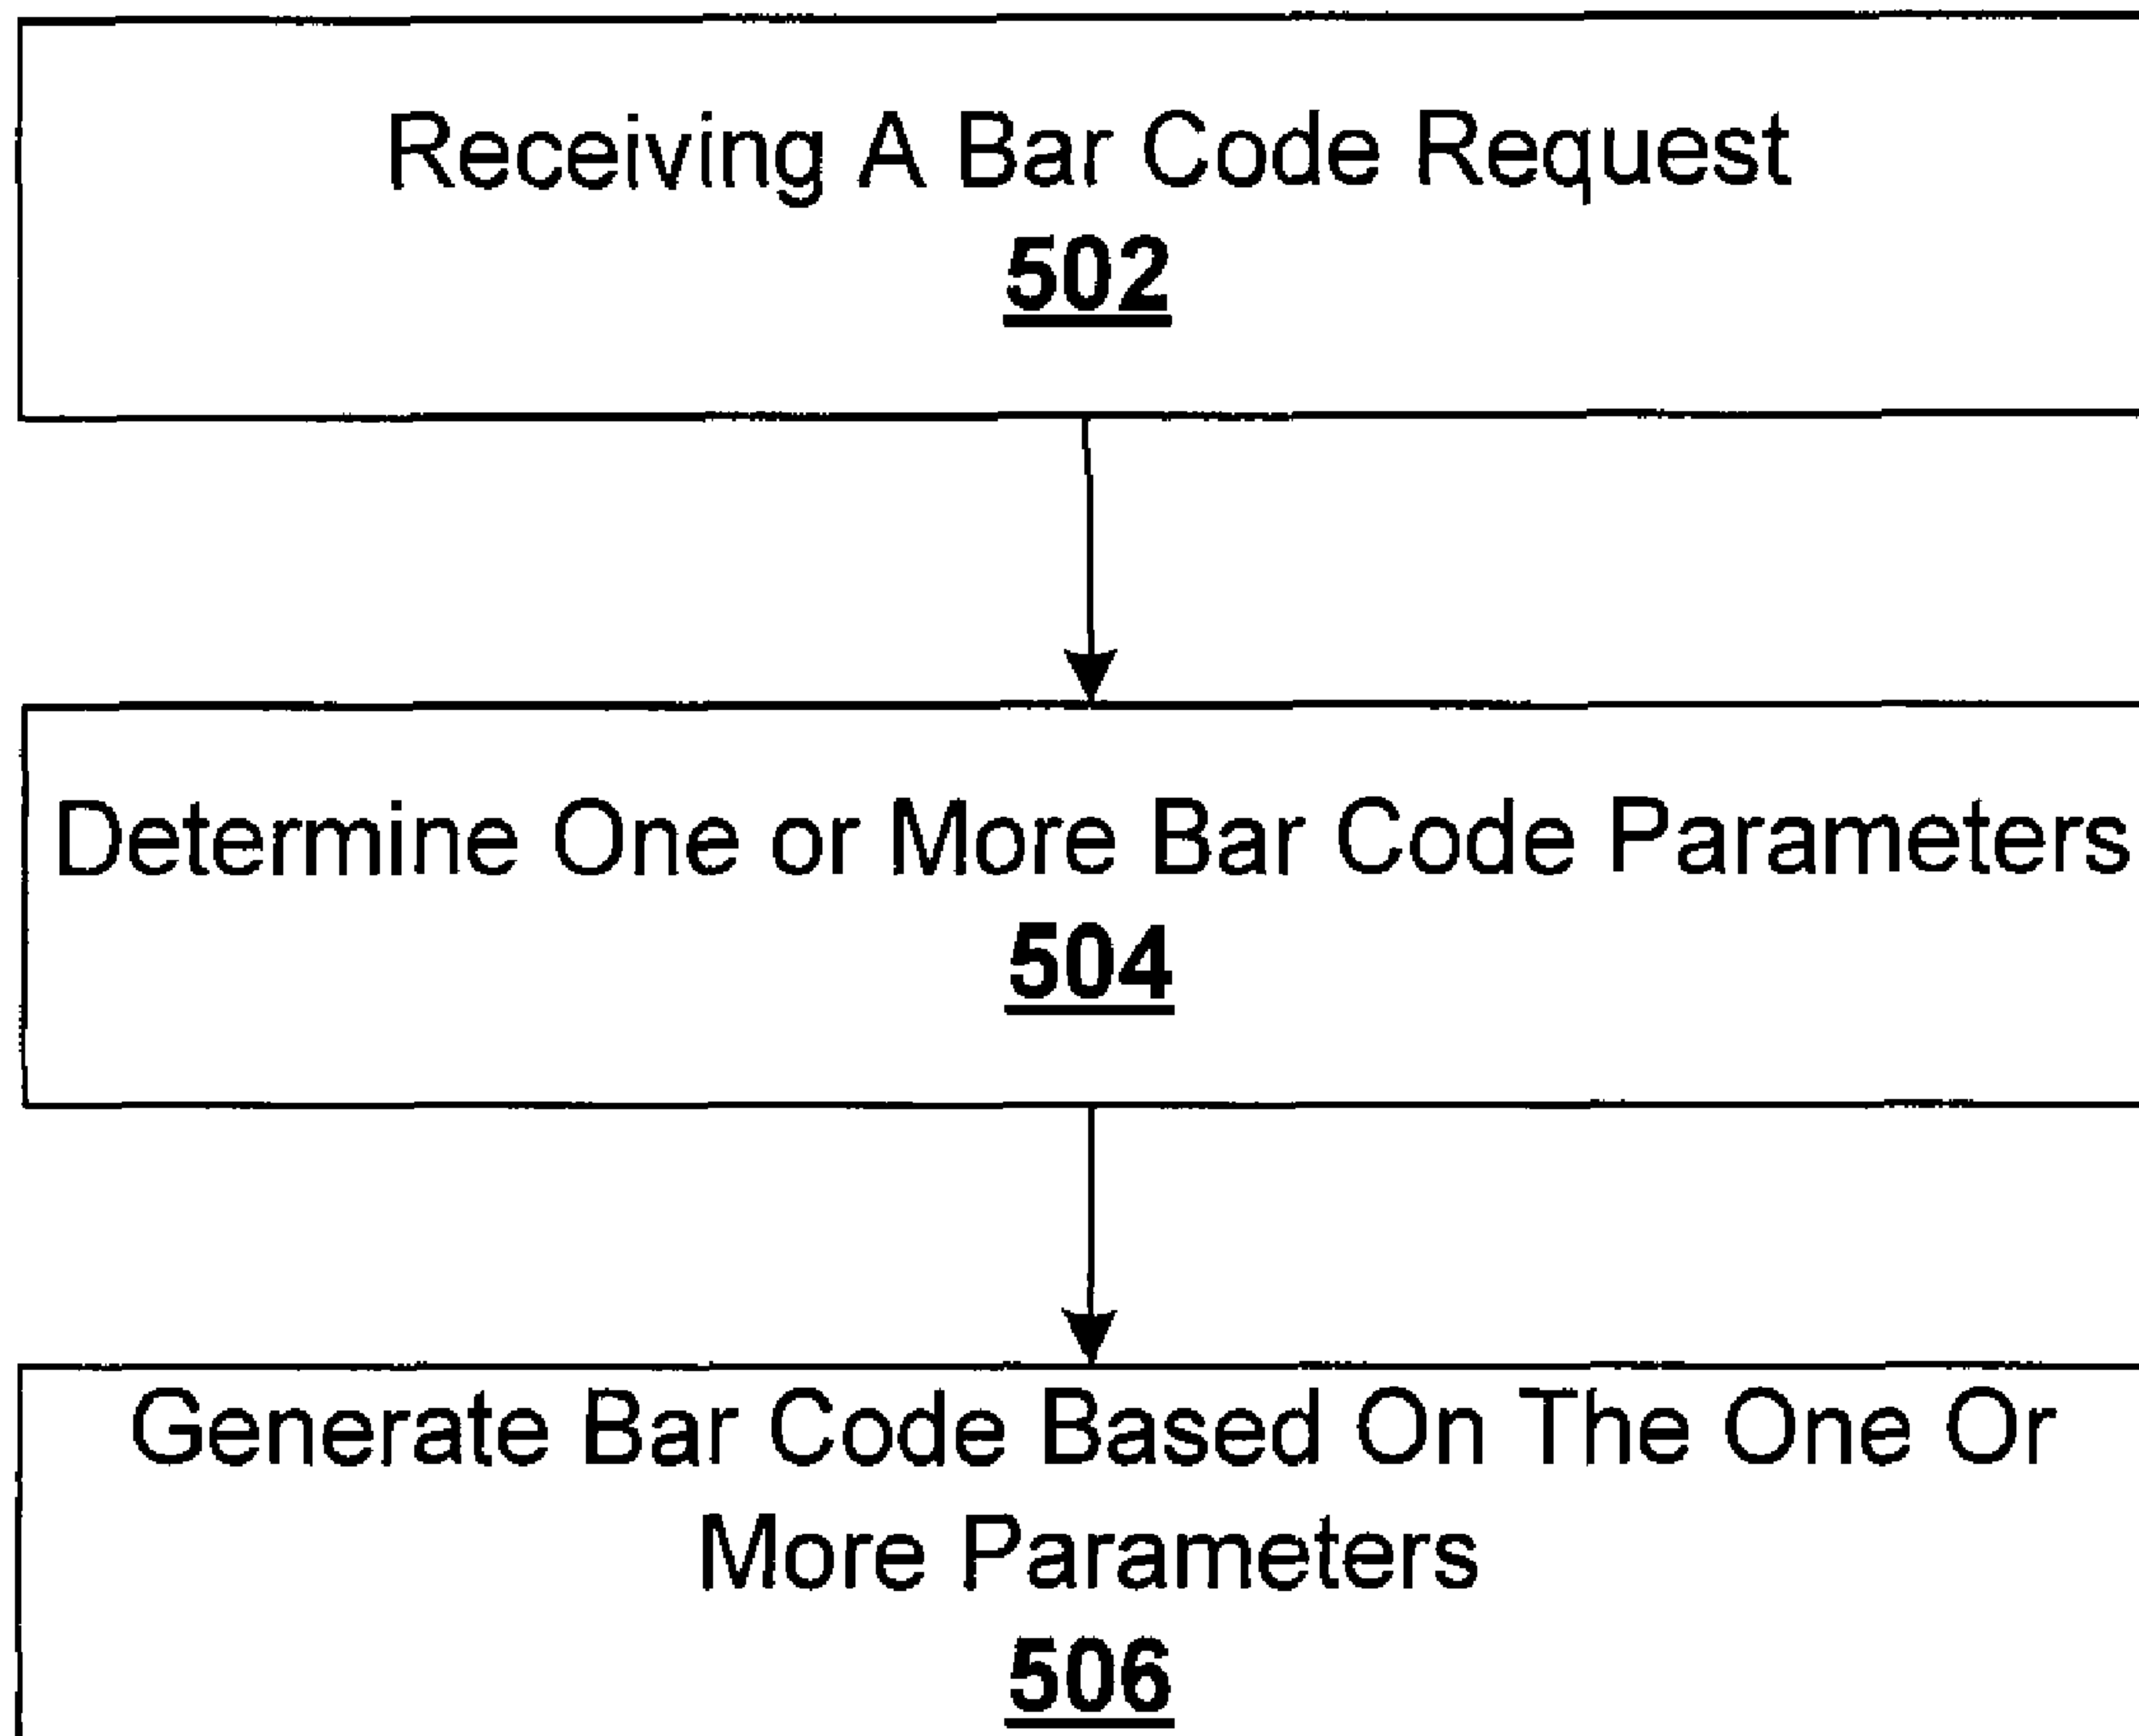 Receiving A Bar Code Request
502
Determine One or More Bar Code Parameters
504
Generate Bar Code Based On The One Or
More Parameters
506